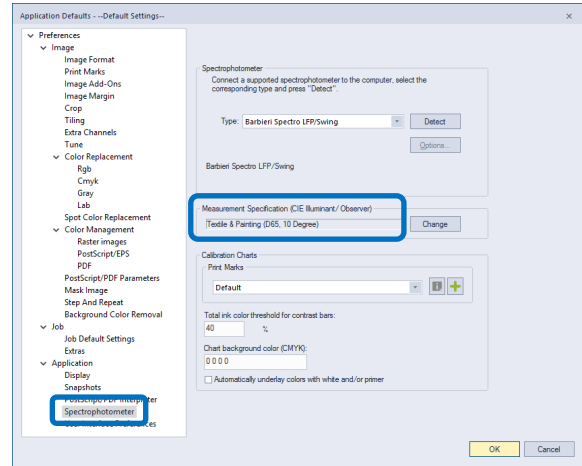 Application Defaults - --Default Settings--
Preferences
Image
Image Format
Print Marks
Image Add-Ons
Image Margin
Crop
Tiling
Extra Channels
Tune
Color Replacement
Rgb
Cmyk
Gray
Lab
Spot Color Replacement
Color Management
Raster images
PostScript/EPS
PDF
PostScript/PDF Parameters
Mask Image
Step And Repeat
Background Color Removal
Job
Job Default Settings
Extras
Application
Display
Snapshots
PostScript/PDF Interpreter
Spectrophotometer
User Interface Preferences
Spectrophotometer
Connect a supported spectrophotometer to the computer, select the
corresponding type and press "Detect".
Type: Barbieri Spectro LFP/Swing Detect
Options...
Barbieri Spectro LFP/Swing
Measurement Specification (CIE Illuminant/ Observer)
Textile & Painting (D65, 10 Degree) Change
Calibration Charts
Print Marks
Default
Total ink color threshold for contrast bars:
40 %
Chart background color (CMYK):
0 0 0 0
Automatically underlay colors with white and/or primer
OK Cancel